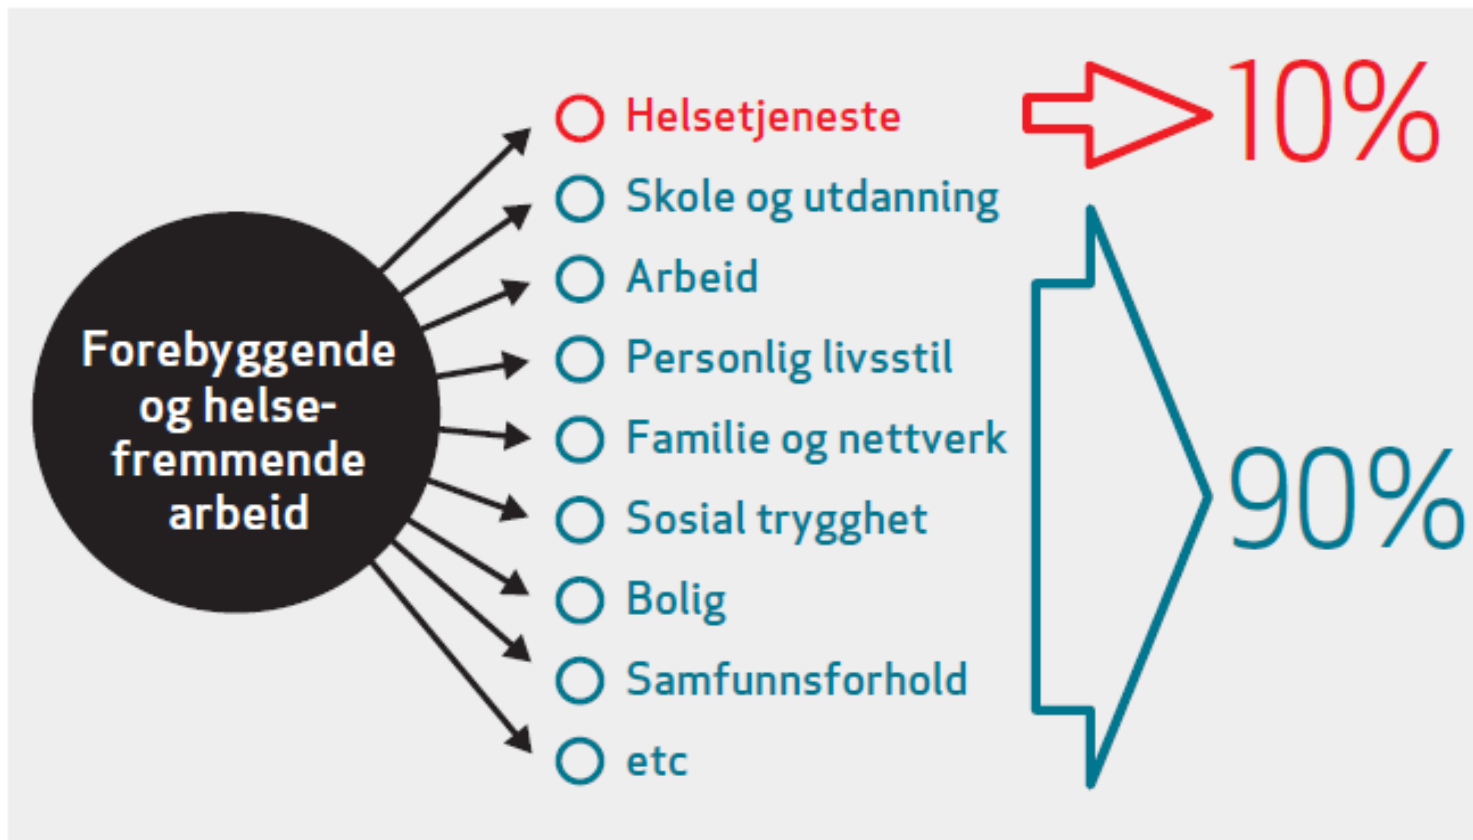 Forebyggende
og helse-
fremmende
arbeid
Helsetjeneste
Skole og utdanning
Arbeid
Personlig livsstil
Familie og nettverk
Sosial trygghet
Bolig
Samfunnsforhold
etc
10%
90%